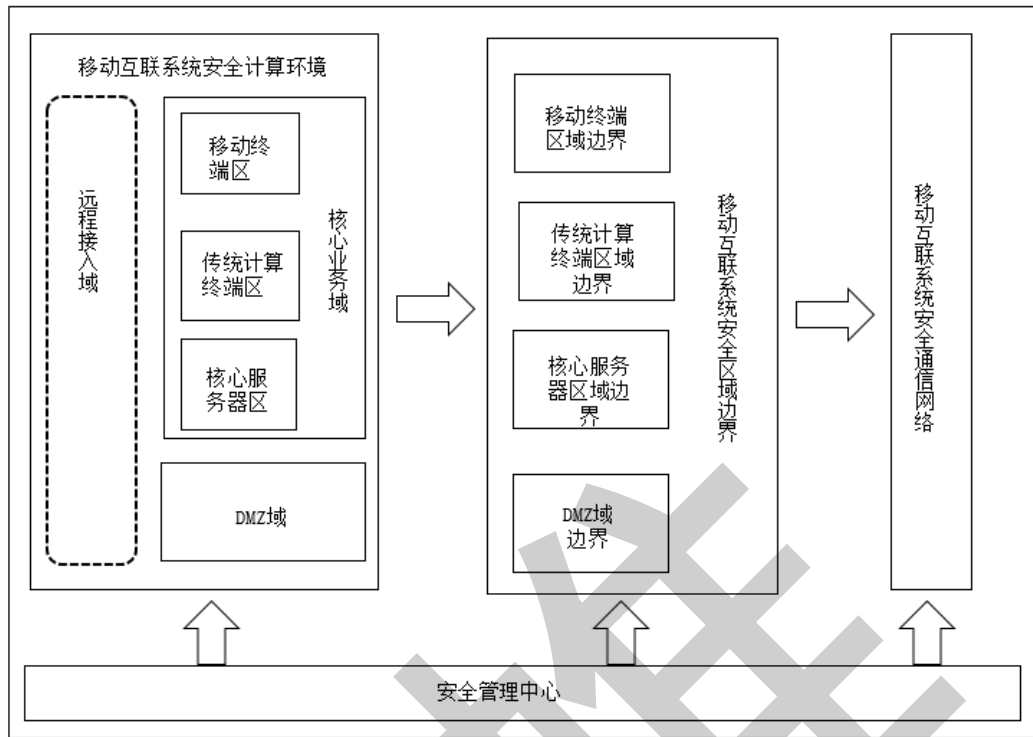 移动互联系统安全计算环境
远程接入域
移动终
端区
传统计算
终端区
核心服
务器区
核心业务域
DMZ域
移动终端
区域边界
传统计算
终端区域
边界
核心服务
器区域边
界
DMZ域
边界
移动互联系统安全区域边界
移动互联系统安全通信网络
安全管理中心